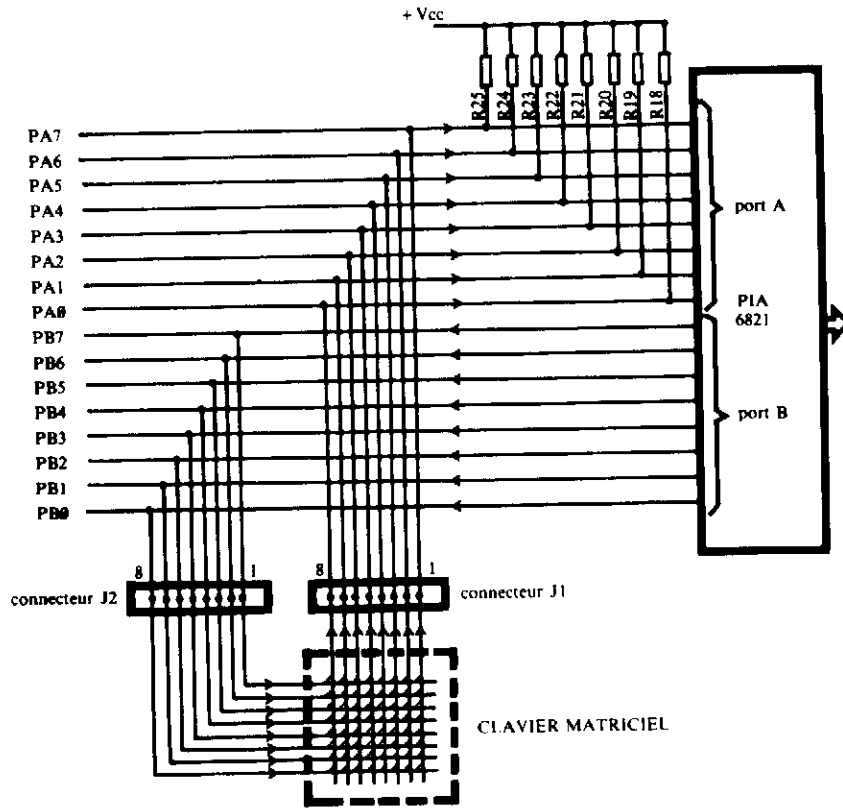 + Vcc
R25
R24
R23
R22
R21
R20
R19
R18
PA7
PA6
PA5
PA4
PA3
PA2
PA1
PA0
PB7
PB6
PB5
PB4
PB3
PB2
PB1
PB0
port A
PIA
6821
port B
8
1
8
1
connecteur J2
connecteur J1
CLAVIER MATRICIEL